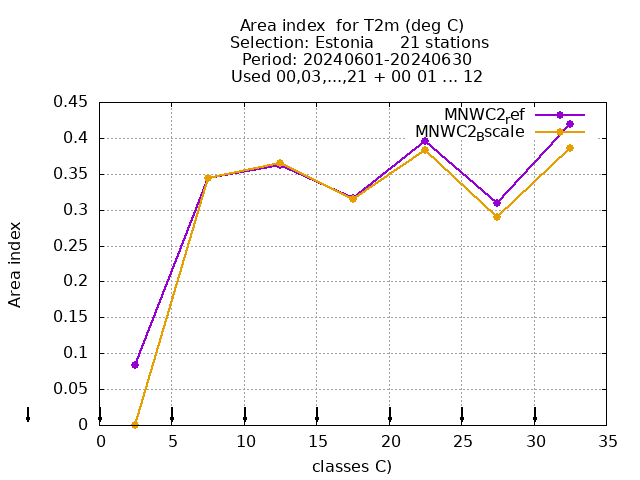 Area index  for T2m (deg C)
Selection: Estonia     21 stations
Period: 20240601-20240630
Used 00,03,...,21 + 00 01 ... 12
MNWC2ref
MNWC2Bscale
0.45
0.4
0.35
0.3
0.25
0.2
0.15
0.1
0.05
0
Area index
0 5 10 15 20 25 30 35
classes C)